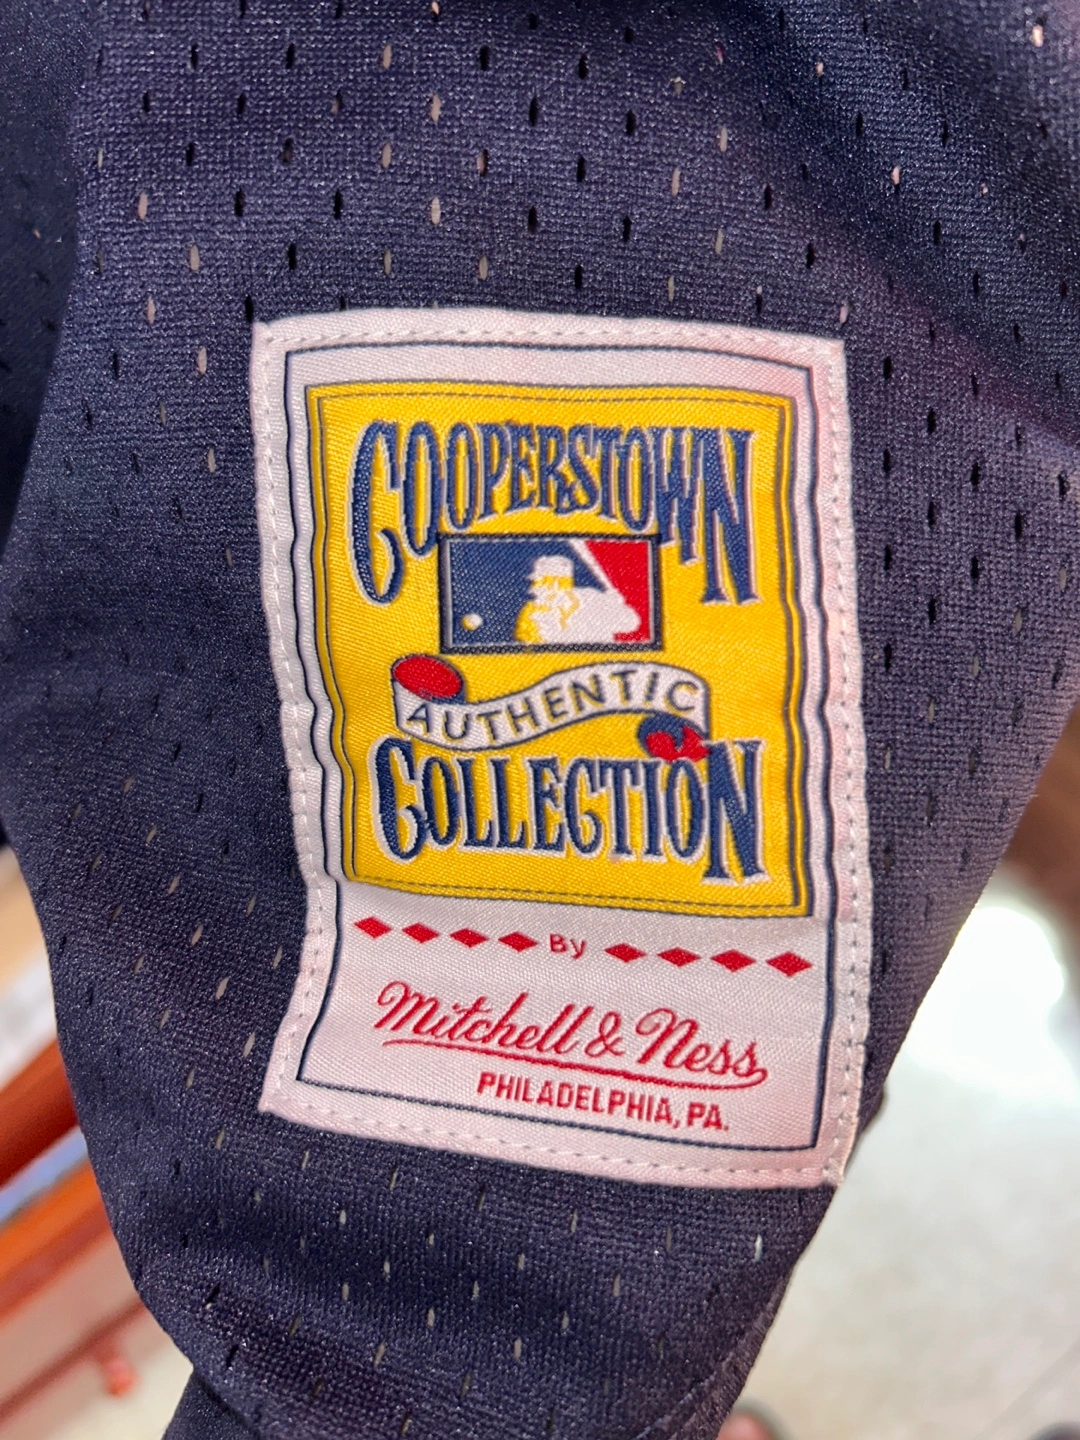 COOPERSTOWN
AUTHENTIC
COLLECTION
By
Mitchell & Ness
PHILADELPHIA, PA.